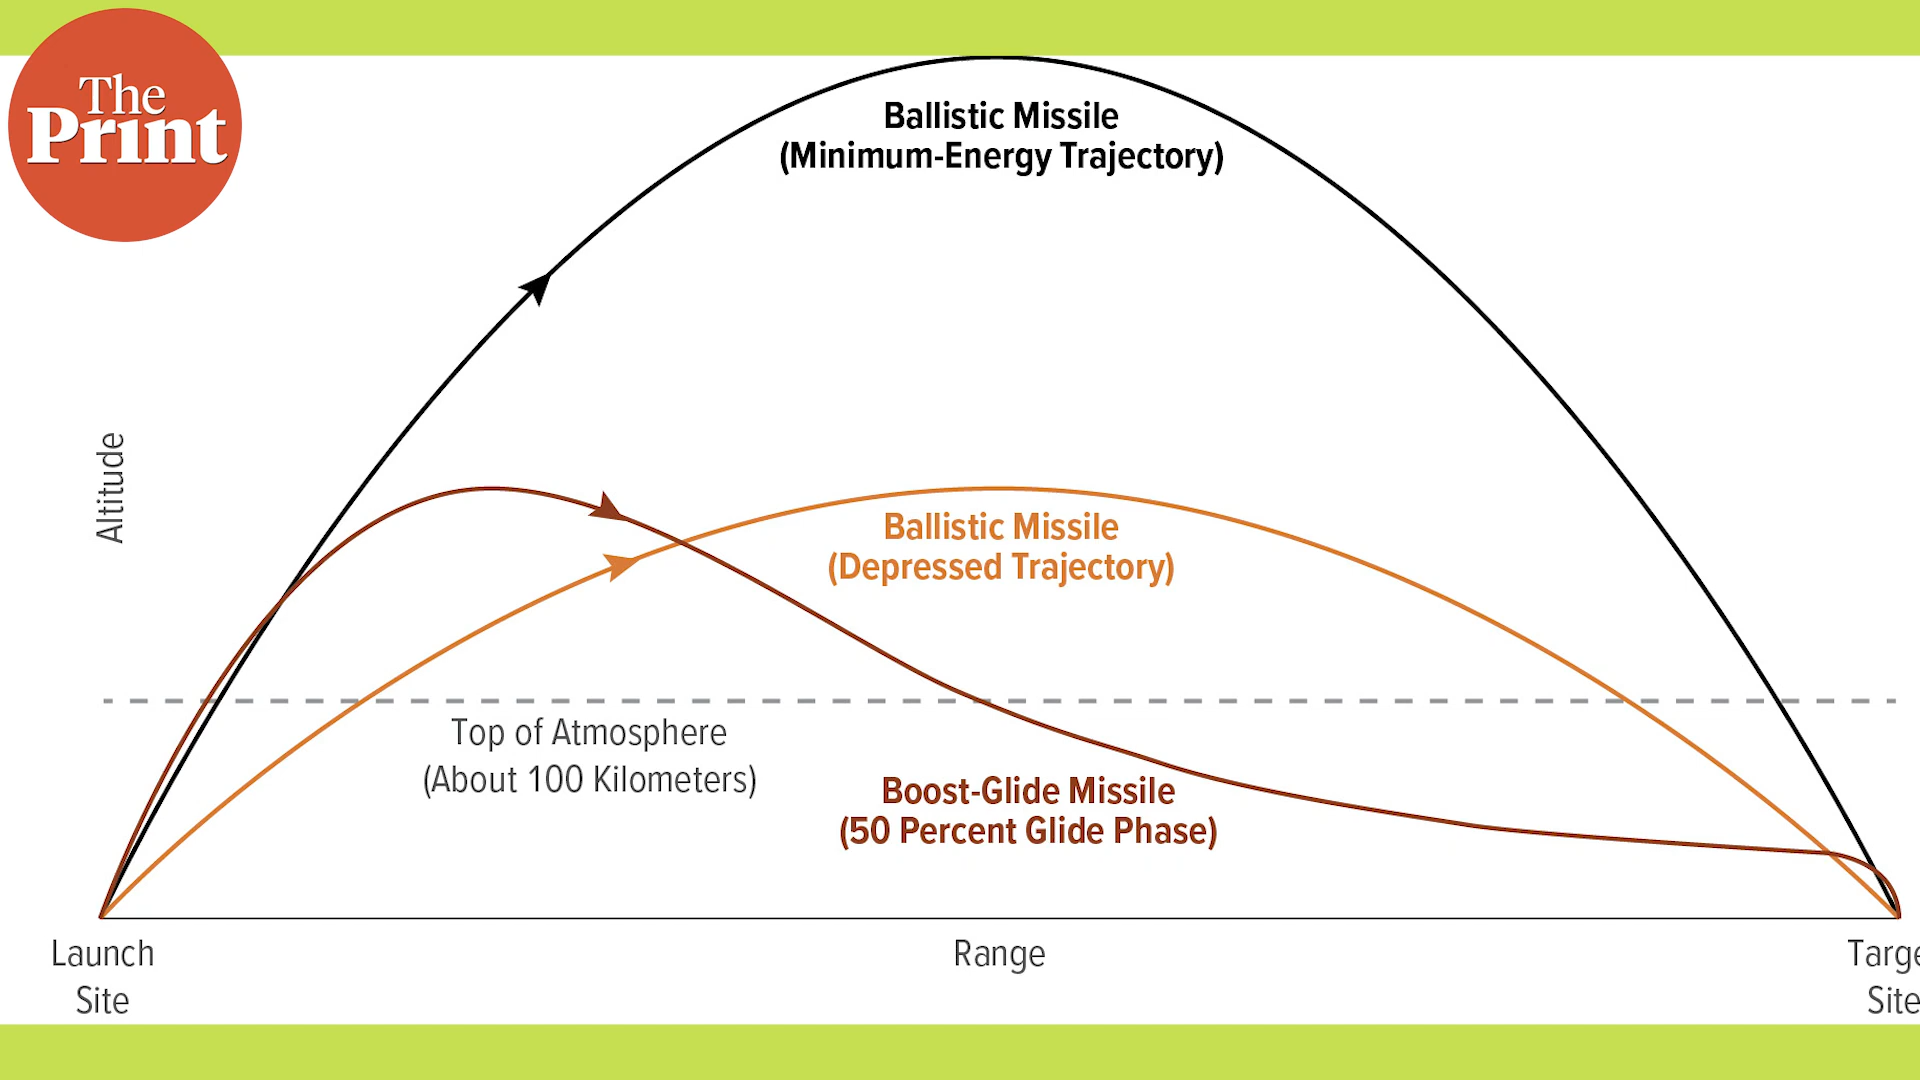 The
Print
Ballistic Missile
(Minimum-Energy Trajectory)
Altitude
Ballistic Missile
(Depressed Trajectory)
Top of Atmosphere
(About 100 Kilometers)
Boost-Glide Missile
(50 Percent Glide Phase)
Launch
Site
Range
Targe
Site